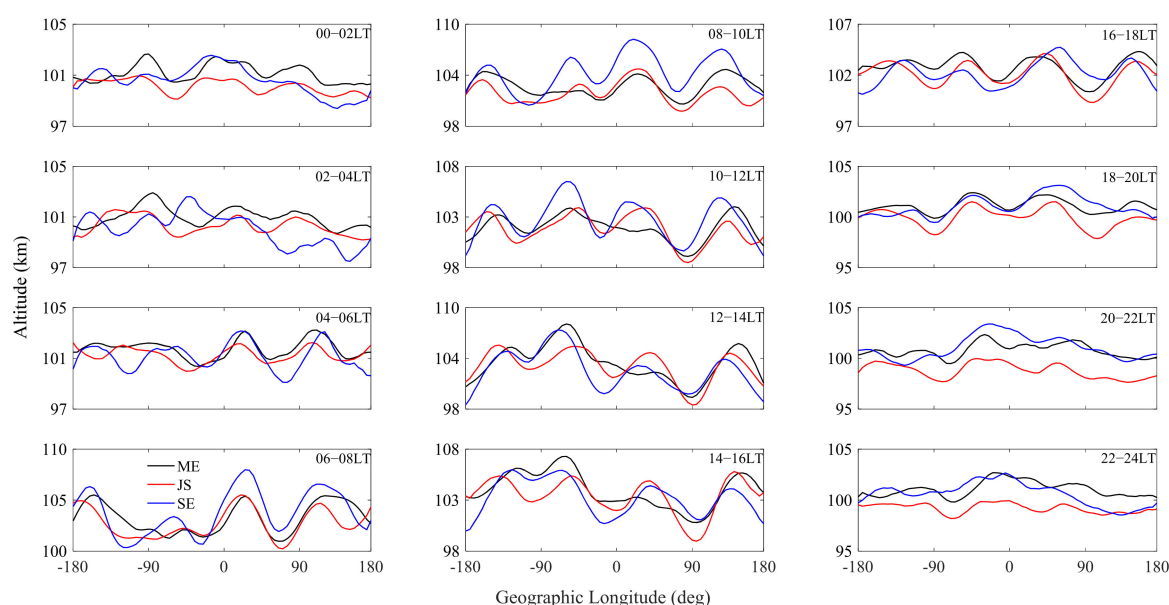 105
101
97
00−02LT
110
104
98
08−10LT
107
102
97
16−18LT
105
101
97
02−04LT
108
103
98
10−12LT
105
100
95
18−20LT
105
101
97
04−06LT
110
104
98
12−14LT
105
100
95
20−22LT
110
105
100
06−08LT
ME
JS
SE
108
103
98
14−16LT
105
100
95
22−24LT
-180 -90 0 90 180
-180 -90 0 90 180
-180 -90 0 90 180
Altitude (km)
Geographic Longitude (deg)